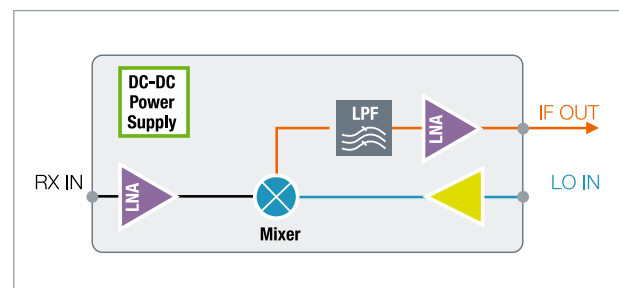 DC-DC
Power
Supply
LPF
LNA
IF OUT
RX IN
LNA
Mixer
LO IN